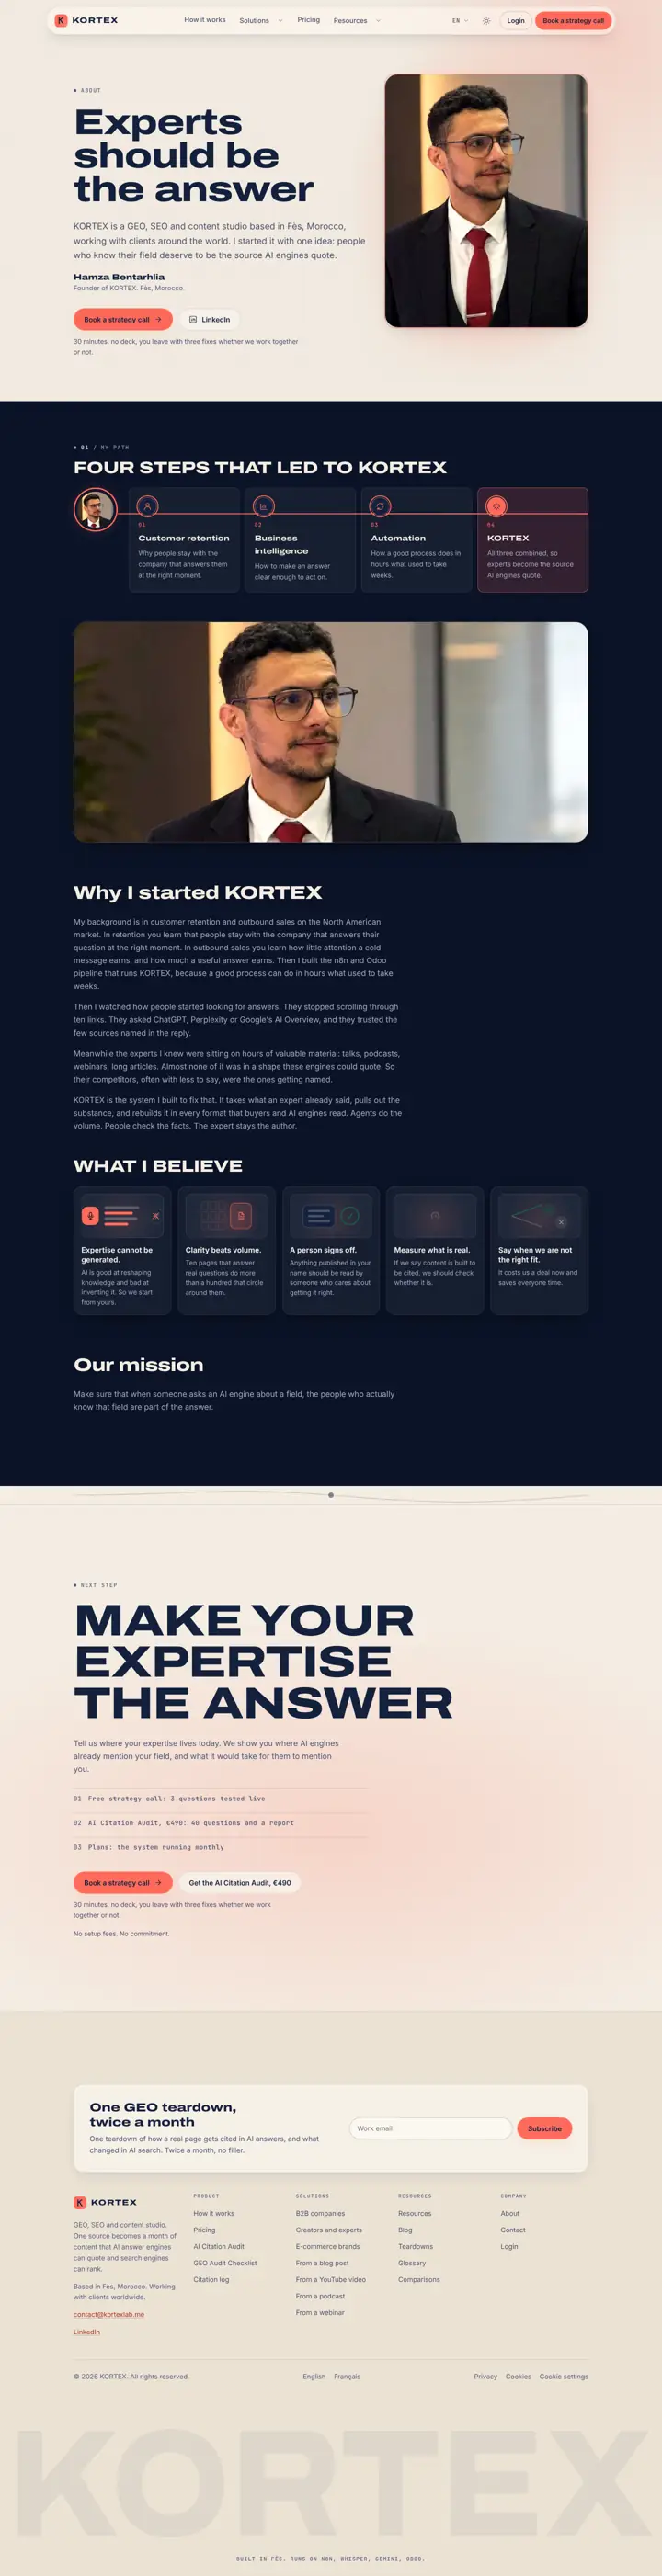 K KORTEX
How it works
Solutions
Pricing
Resources
EN
Login
Book a strategy call
ABOUT
Experts
should be
the answer
KORTEX is a GEO, SEO and content studio based in Fès, Morocco,
working with clients around the world. I started it with one idea: people
who know their field deserve to be the source AI engines quote.
Hamza Bentarhlia
Founder of KORTEX. Fès, Morocco.
Book a strategy call →
LinkedIn
30 minutes, no deck, you leave with three fixes whether we work together
or not.
01 / MY PATH
FOUR STEPS THAT LED TO KORTEX
01
Customer retention
Why people stay with the
company that answers them
at the right moment.
02
Business
intelligence
How to make an answer
clear enough to act on.
03
Automation
How a good process does in
hours what used to take
weeks.
04
KORTEX
All three combined, so
experts become the source
AI engines quote.
Why I started KORTEX
My background is in customer retention and outbound sales on the North American
market. In retention you learn that people stay with the company that answers their
question at the right moment. In outbound sales you learn how little attention a cold
message earns, and how much a useful answer earns. Then I built the n8n and Odoo
pipeline that runs KORTEX, because a good process can do in hours what used to take
weeks.
Then I watched how people started looking for answers. They stopped scrolling through
ten links. They asked ChatGPT, Perplexity or Google's AI Overview, and they trusted the
few sources named in the reply.
Meanwhile the experts I knew were sitting on hours of valuable material: talks, podcasts,
webinars, long articles. Almost none of it was in a shape these engines could quote. So
their competitors, often with less to say, were the ones getting named.
KORTEX is the system I built to fix that. It takes what an expert already said, pulls out the
substance, and rebuilds it in every format that buyers and AI engines read. Agents do the
volume. People check the facts. The expert stays the author.
WHAT I BELIEVE
Expertise cannot be
generated.
AI is good at reshaping
knowledge and bad at
inventing it. So we start
from yours.
Clarity beats volume.
Ten pages that answer
real questions do more
than a hundred that circle
around them.
A person signs off.
Anything published in your
name should be read by
someone who cares about
getting it right.
Measure what is real.
If we say content is built to
be cited, we should check
whether it is.
Say when we are not
the right fit.
It costs us a deal now and
saves everyone time.
Our mission
Make sure that when someone asks an AI engine about a field, the people who actually
know that field are part of the answer.
NEXT STEP
MAKE YOUR
EXPERTISE
THE ANSWER
Tell us where your expertise lives today. We show you where AI engines
already mention your field, and what it would take for them to mention
you.
01 Free strategy call: 3 questions tested live
02 AI Citation Audit, €490: 40 questions and a report
03 Plans: the system running monthly
Book a strategy call →
Get the AI Citation Audit, €490
30 minutes, no deck, you leave with three fixes whether we work
together or not.
No setup fees. No commitment.
One GEO teardown,
twice a month
One teardown of how a real page gets cited in AI answers, and what
changed in AI search. Twice a month, no filler.
Work email
Subscribe
K KORTEX
GEO, SEO and content studio.
One source becomes a month of
content that AI answer engines
can quote and search engines
can rank.
Based in Fès, Morocco. Working
with clients worldwide.
contact@kortexlab.me
LinkedIn
PRODUCT
How it works
Pricing
AI Citation Audit
GEO Audit Checklist
Citation log
SOLUTIONS
B2B companies
Creators and experts
E-commerce brands
From a blog post
From a YouTube video
From a podcast
From a webinar
RESOURCES
Resources
Blog
Teardowns
Glossary
Comparisons
COMPANY
About
Contact
Login
© 2026 KORTEX. All rights reserved.
English
Français
Privacy
Cookies
Cookie settings
KORTEX
BUILT IN FÈS. RUNS ON N8N, WHISPER, GEMINI, ODOO.